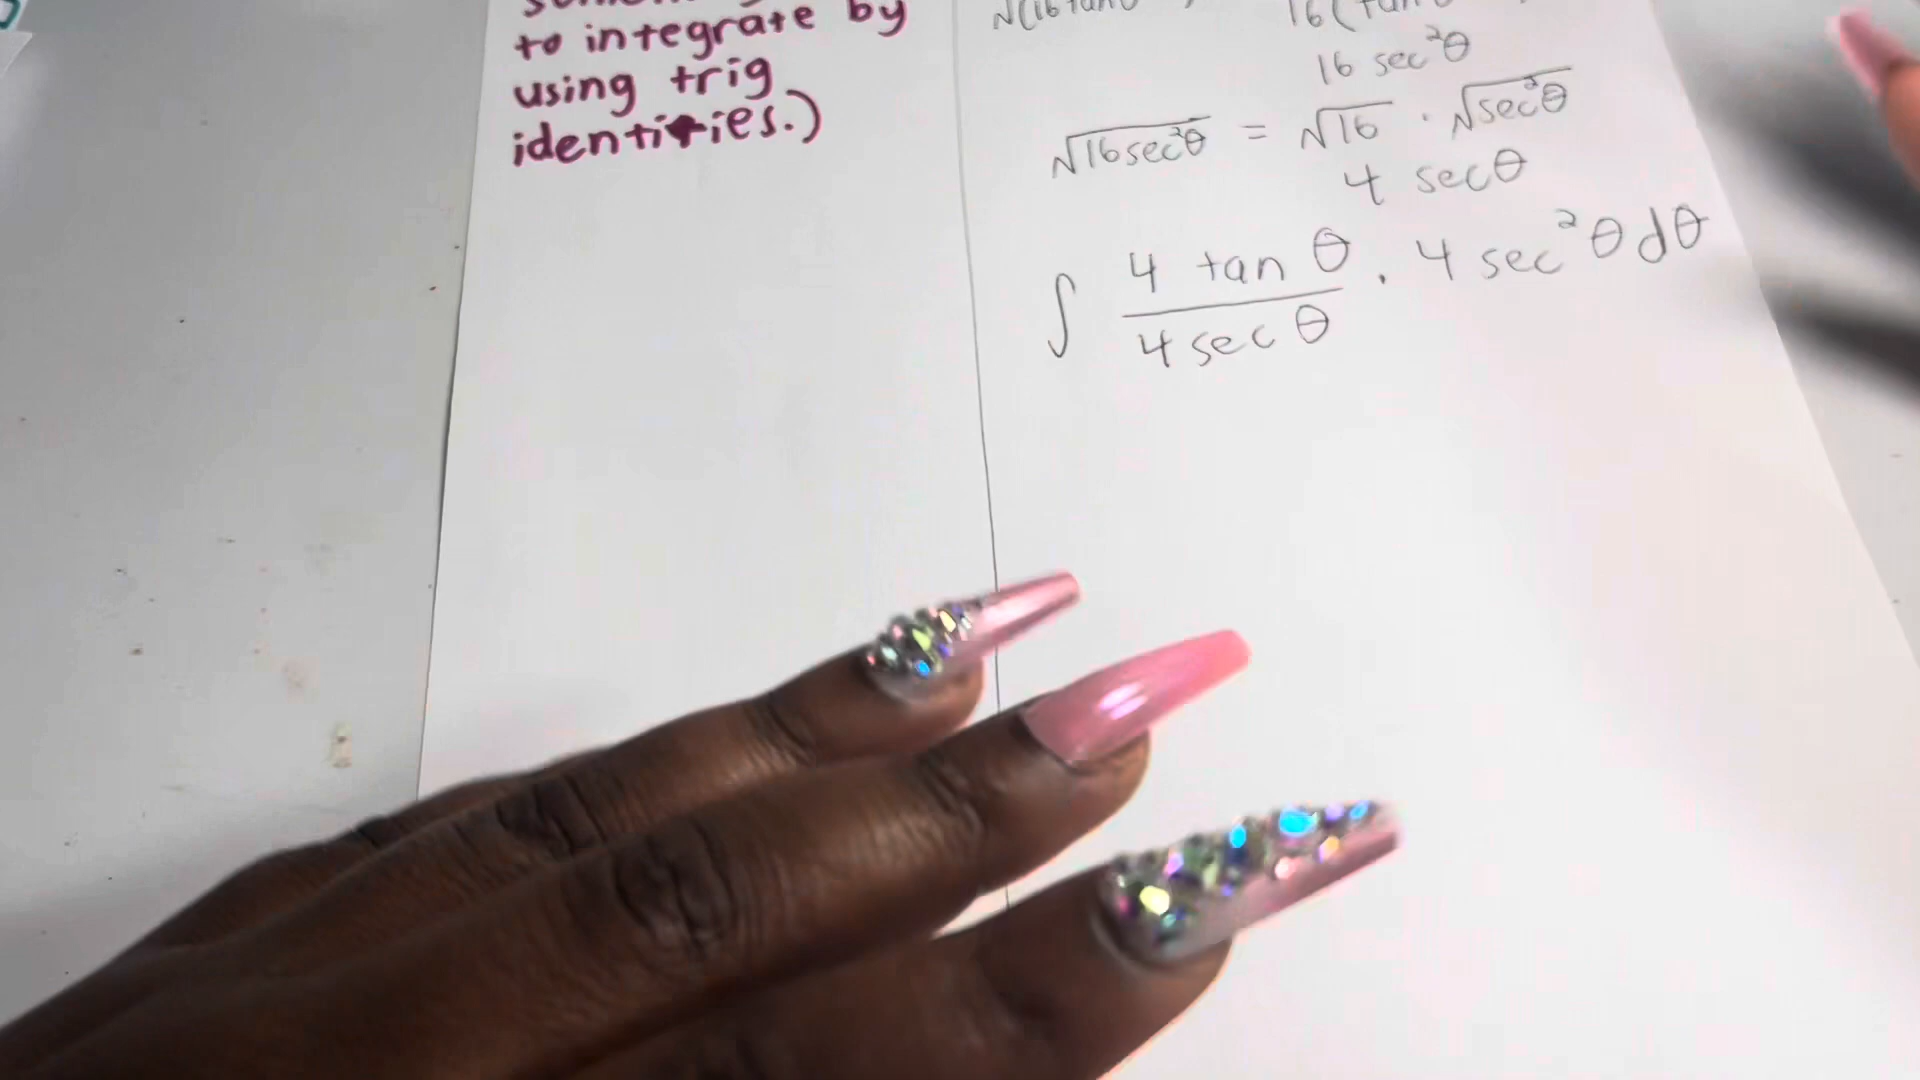 to integrate by
using trig
identities.)
16 sec²θ
√16sec²θ = √16 · √sec²θ
4 secθ
∫ 4 tan θ / 4 sec θ · 4 sec²θ dθ